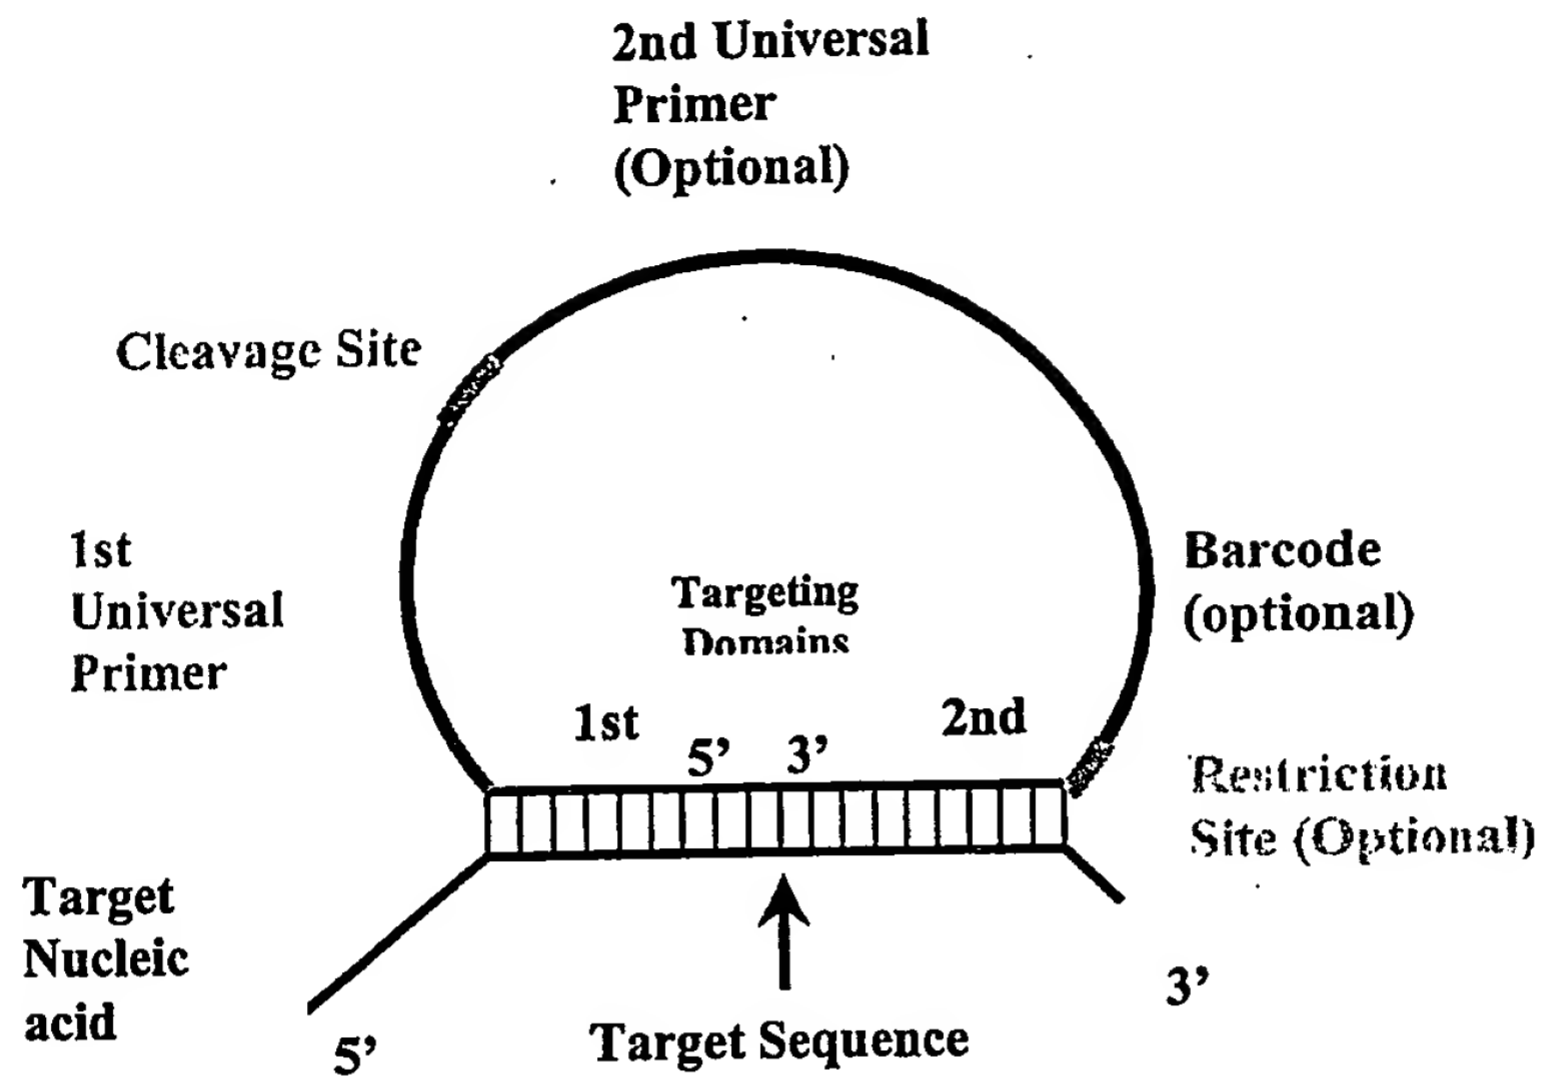 2nd Universal
Primer
(Optional)
Cleavage Site
1st
Universal
Primer
Targeting
Domains
Barcode
(optional)
1st
2nd
5’
3’
Restriction
Site (Optional)
Target
Nucleic
acid
5’
Target Sequence
3’